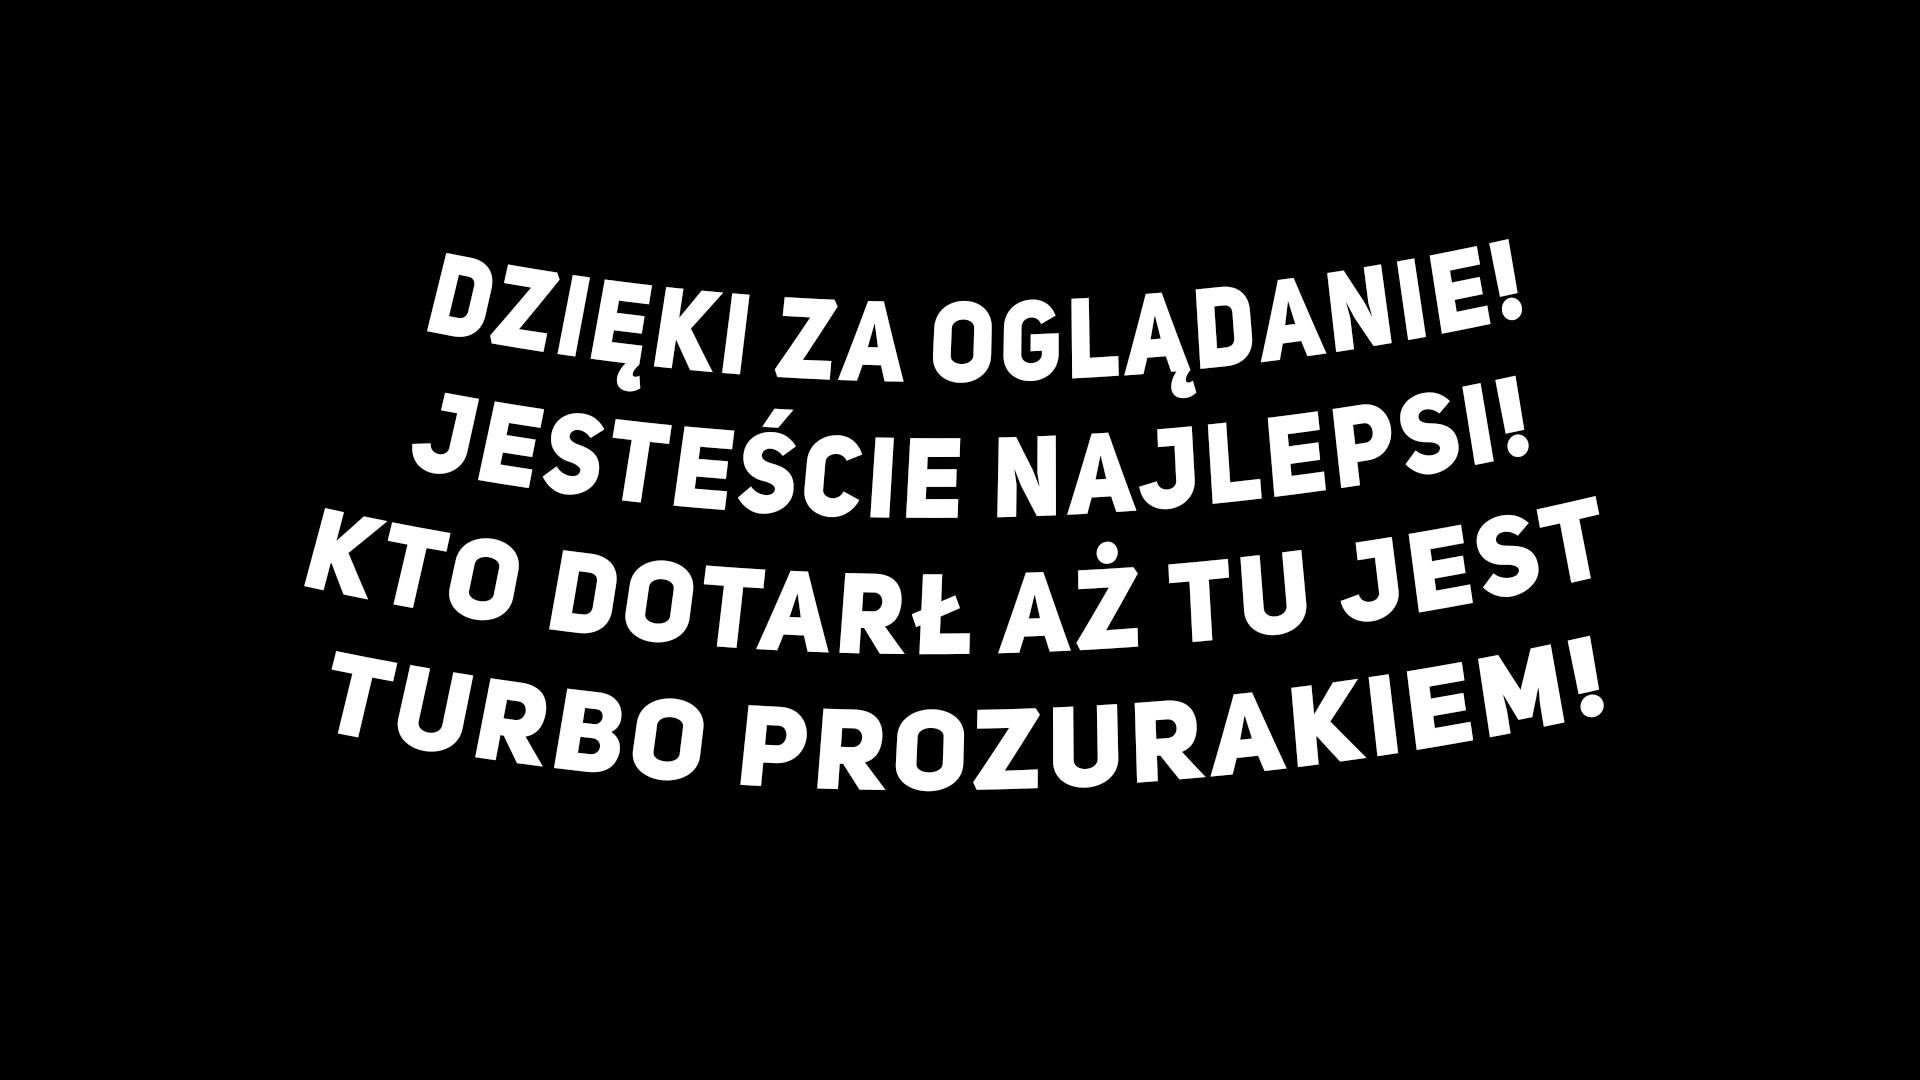 DZIĘKI ZA OGLĄDANIE!
JESTEŚCIE NAJLEPSI!
KTO DOTARŁ AŻ TU JEST
TURBO PROZURAKIEM!